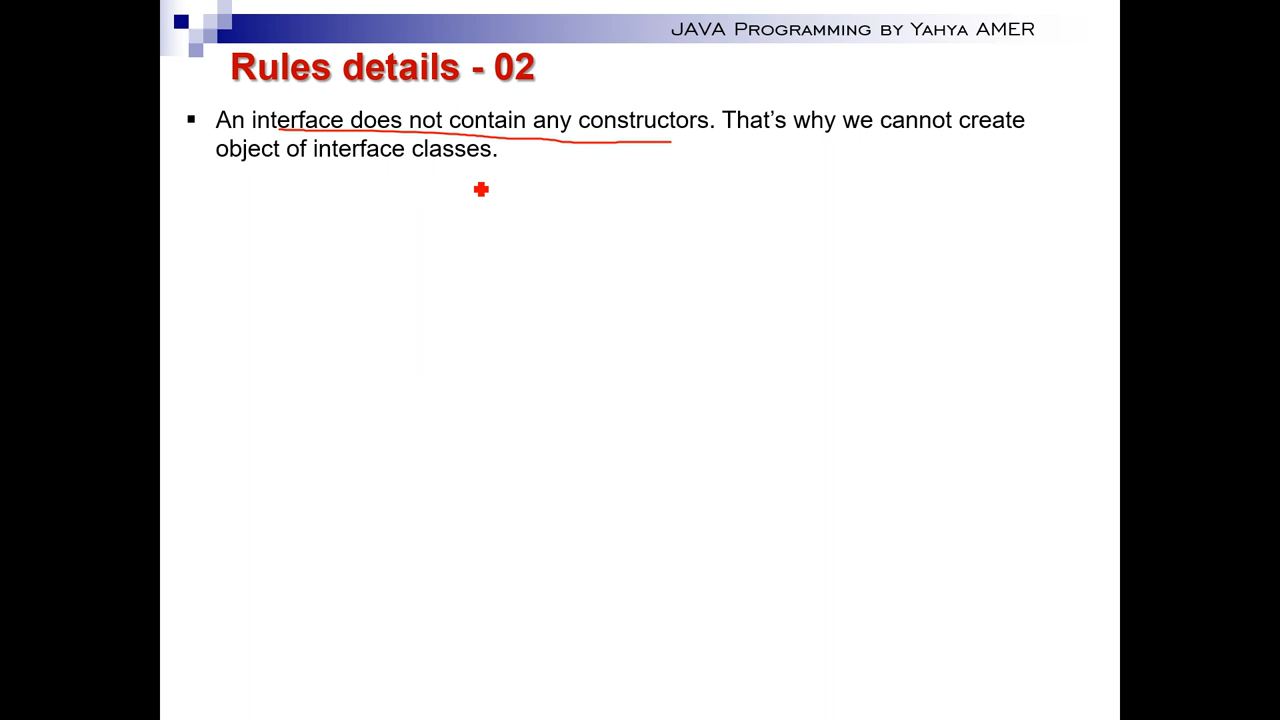 JAVA Programming by Yahya AMER
Rules details - 02
▪ An interface does not contain any constructors. That’s why we cannot create
object of interface classes.